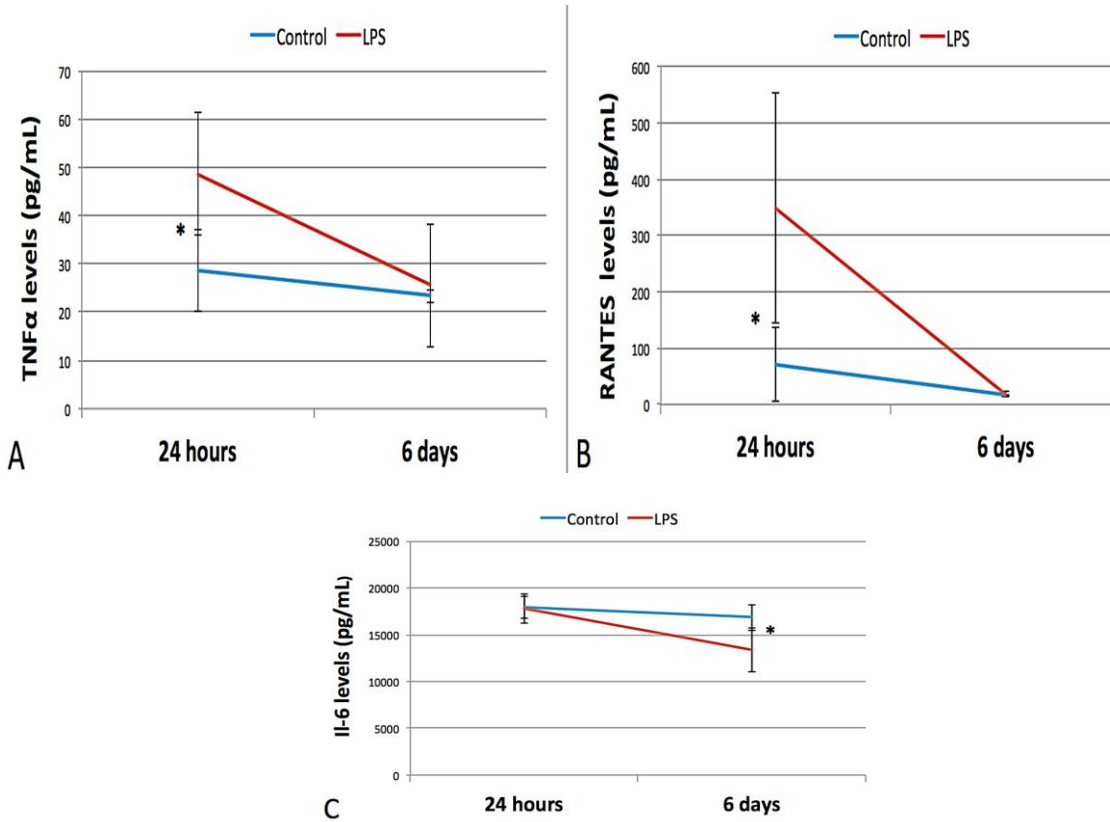 Control LPS
TNFα levels (pg/mL)
70
60
50
40
30
20
10
0
*
24 hours 6 days
A
Control LPS
RANTES levels (pg/mL)
600
500
400
300
200
100
0
*
24 hours 6 days
B
Control LPS
Il-6 levels (pg/mL)
25000
20000
15000
10000
5000
0
*
24 hours 6 days
C